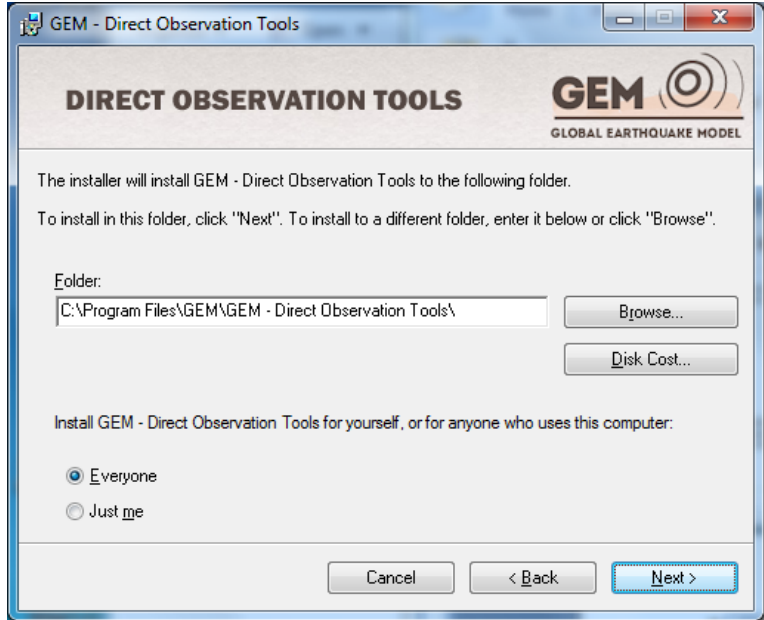 GEM - Direct Observation Tools
DIRECT OBSERVATION TOOLS
GEM
GLOBAL EARTHQUAKE MODEL
The installer will install GEM - Direct Observation Tools to the following folder.
To install in this folder, click "Next". To install to a different folder, enter it below or click "Browse".
Folder:
C:\Program Files\GEM\GEM - Direct Observation Tools\
Browse...
Disk Cost...
Install GEM - Direct Observation Tools for yourself, or for anyone who uses this computer:
Everyone
Just me
Cancel
< Back
Next >